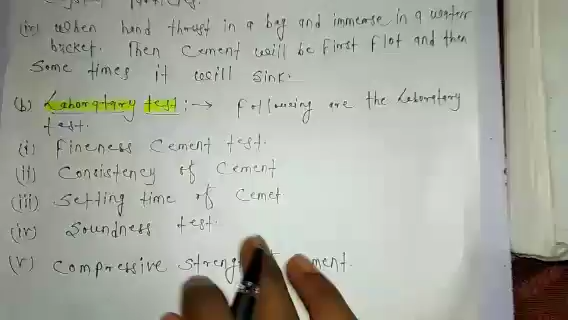 (iv) when hand thrust in a bag and immerse in a water
bucket. Then cement will be First flot and then
Some times it will sink.
(b) Laboratary test :→ Following are the Laboratary
test.
(i) Fineness Cement test.
(ii) Consistency of Cement
(iii) Setting time of Cemet
(iv) Soundness test.
(v) Compressive